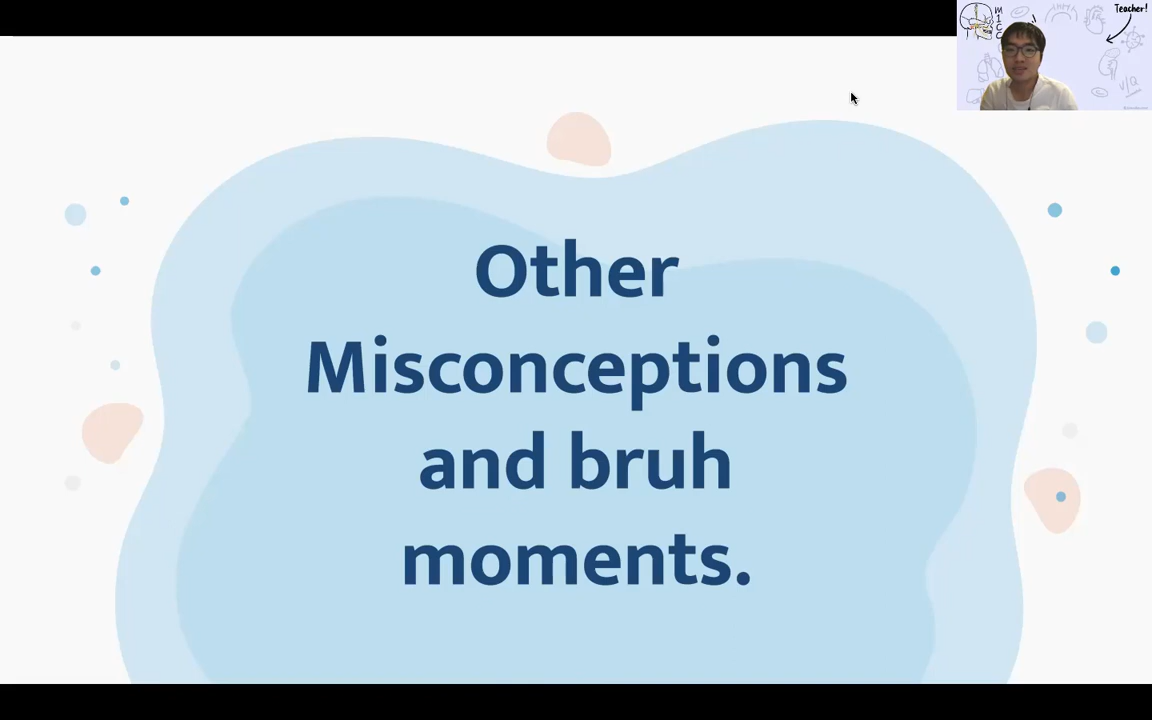 Teacher!
M
I
C
C
V/Q
Other
Misconceptions
and bruh
moments.